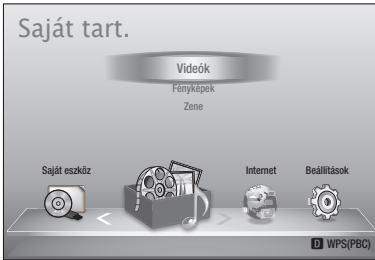 Saját tart.
Videók
Fényképek
Zene
Saját eszköz
Internet
Beállítások
D WPS(PBC)